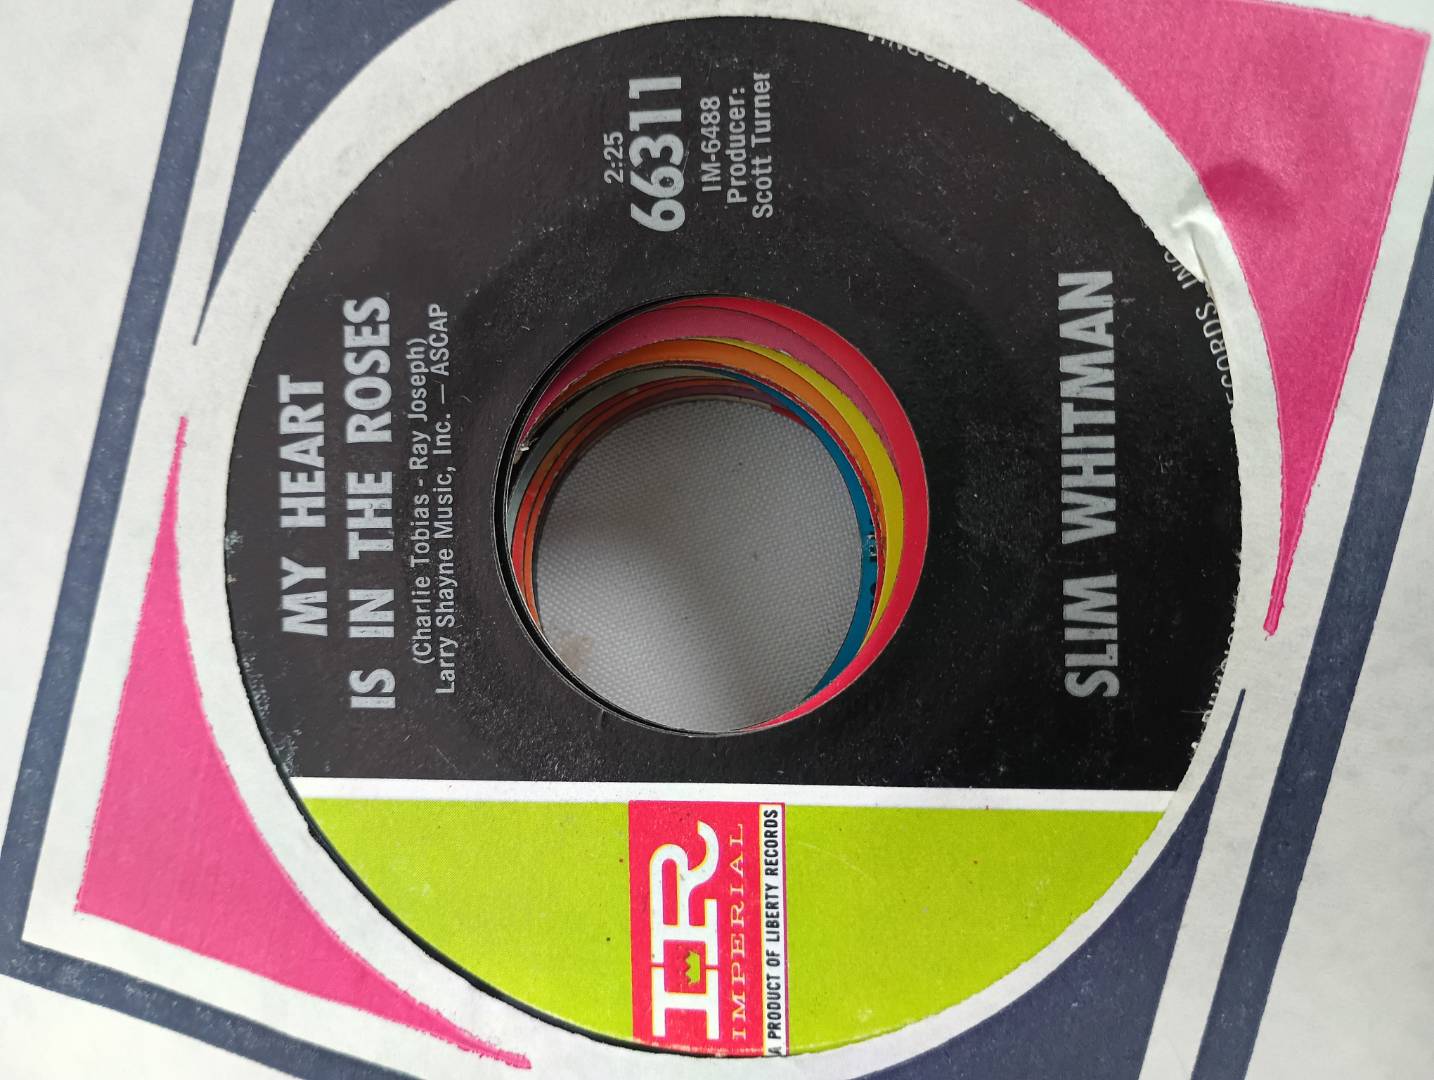 MY HEART
IS IN THE ROSES
(Charlie Tobias - Ray Joseph)
Larry Shayne Music, Inc. — ASCAP
2:25
66311
IM-6488
Producer:
Scott Turner
SLIM WHITMAN
IR
IMPERIAL
A PRODUCT OF LIBERTY RECORDS